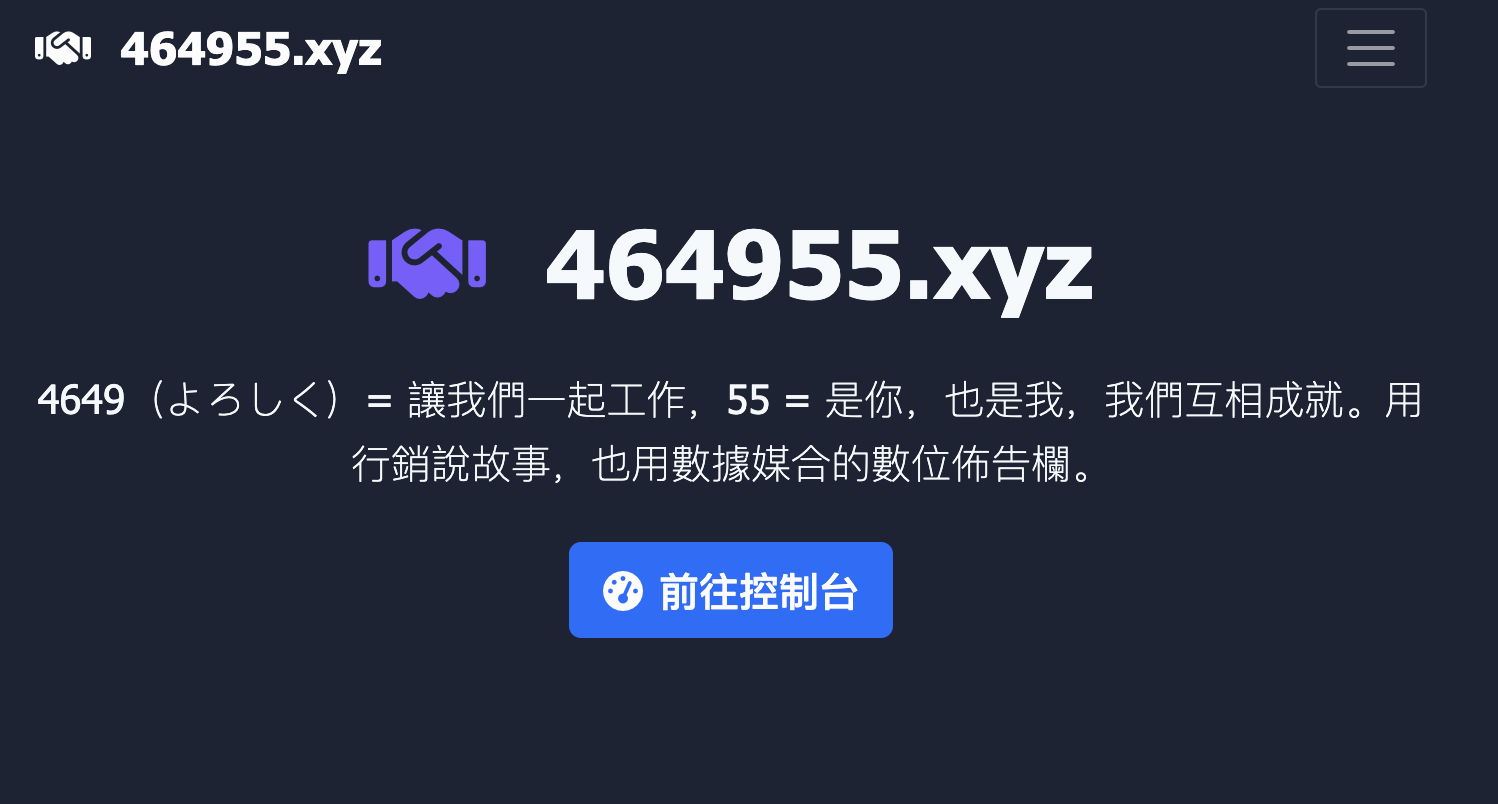 464955.xyz
464955.xyz
4649（よろしく）= 讓我們一起工作，55 = 是你，也是我，我們互相成就。用
行銷說故事，也用數據媒合的數位佈告欄。
前往控制台